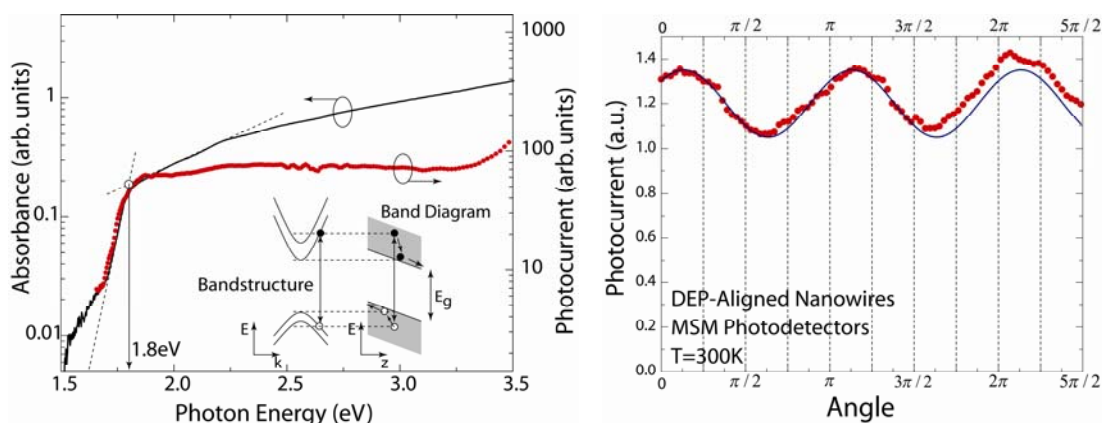 1000
1
100
0.1
10
0.01
Absorbance (arb. units)
Photocurrent (arb. units)
Band Diagram
Bandstructure
E
k
E
z
Eg
1.8eV
1.5 2.0 2.5 3.0 3.5
Photon Energy (eV)
0 π/2 π 3π/2 2π 5π/2
1.4
1.2
1.0
0.8
0.6
0.4
0.2
0.0
Photocurrent (a.u.)
DEP-Aligned Nanowires
MSM Photodetectors
T=300K
0 π/2 π 3π/2 2π 5π/2
Angle